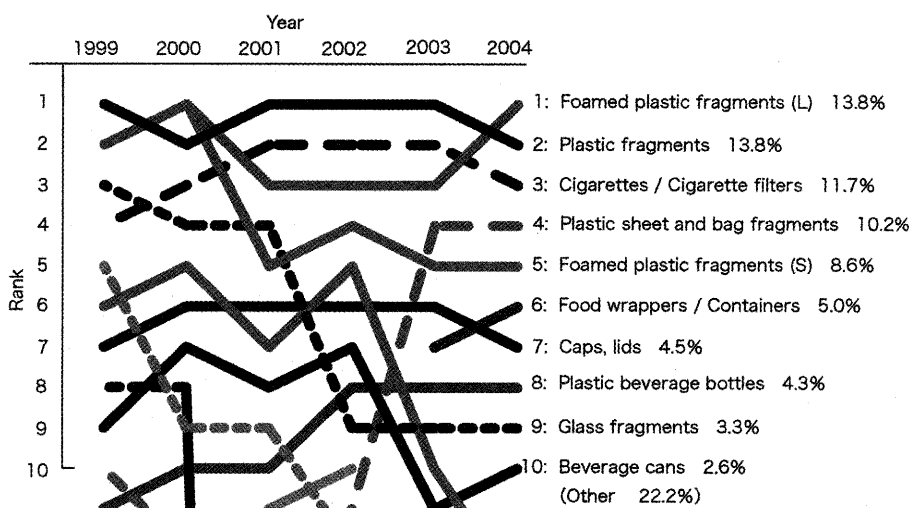 Year
1999 2000 2001 2002 2003 2004
Rank
1
2
3
4
5
6
7
8
9
10
1: Foamed plastic fragments (L) 13.8%
2: Plastic fragments 13.8%
3: Cigarettes / Cigarette filters 11.7%
4: Plastic sheet and bag fragments 10.2%
5: Foamed plastic fragments (S) 8.6%
6: Food wrappers / Containers 5.0%
7: Caps, lids 4.5%
8: Plastic beverage bottles 4.3%
9: Glass fragments 3.3%
10: Beverage cans 2.6%
(Other 22.2%)